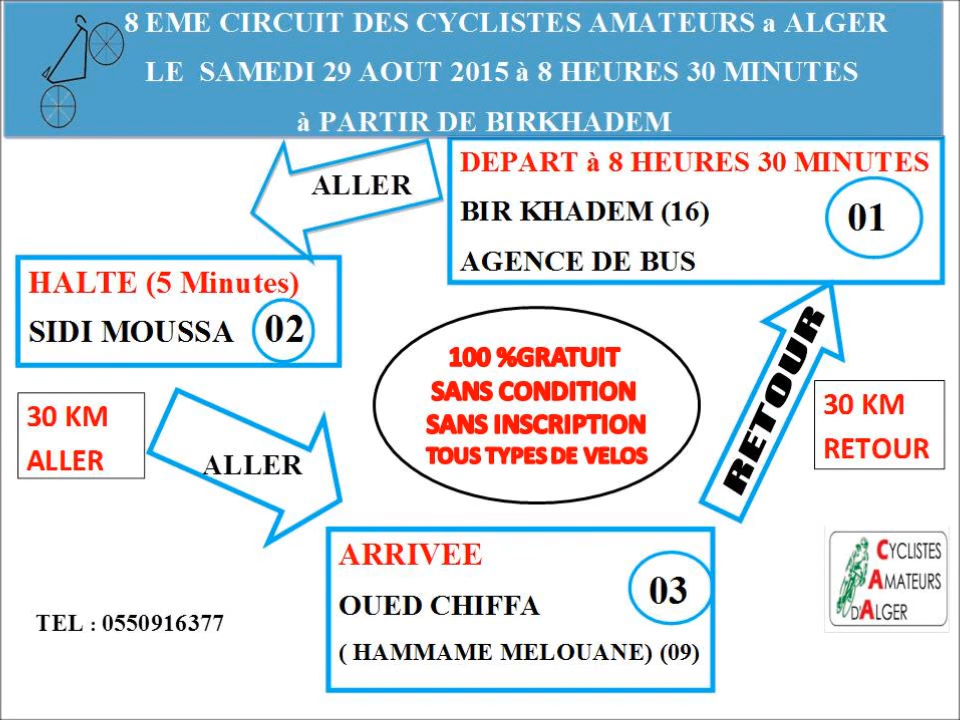 8 EME CIRCUIT DES CYCLISTES AMATEURS a ALGER
LE SAMEDI 29 AOUT 2015 à 8 HEURES 30 MINUTES
à PARTIR DE BIRKHADEM
DEPART à 8 HEURES 30 MINUTES
BIR KHADEM (16)
01
AGENCE DE BUS
ALLER
HALTE (5 Minutes)
SIDI MOUSSA
02
30 KM
ALLER
ALLER
100 %GRATUIT
SANS CONDITION
SANS INSCRIPTION
TOUS TYPES DE VELOS
RETOUR
30 KM
RETOUR
ARRIVEE
OUED CHIFFA
03
( HAMMAME MELOUANE) (09)
TEL : 0550916377
CYCLISTES
AMATEURS
D'ALGER